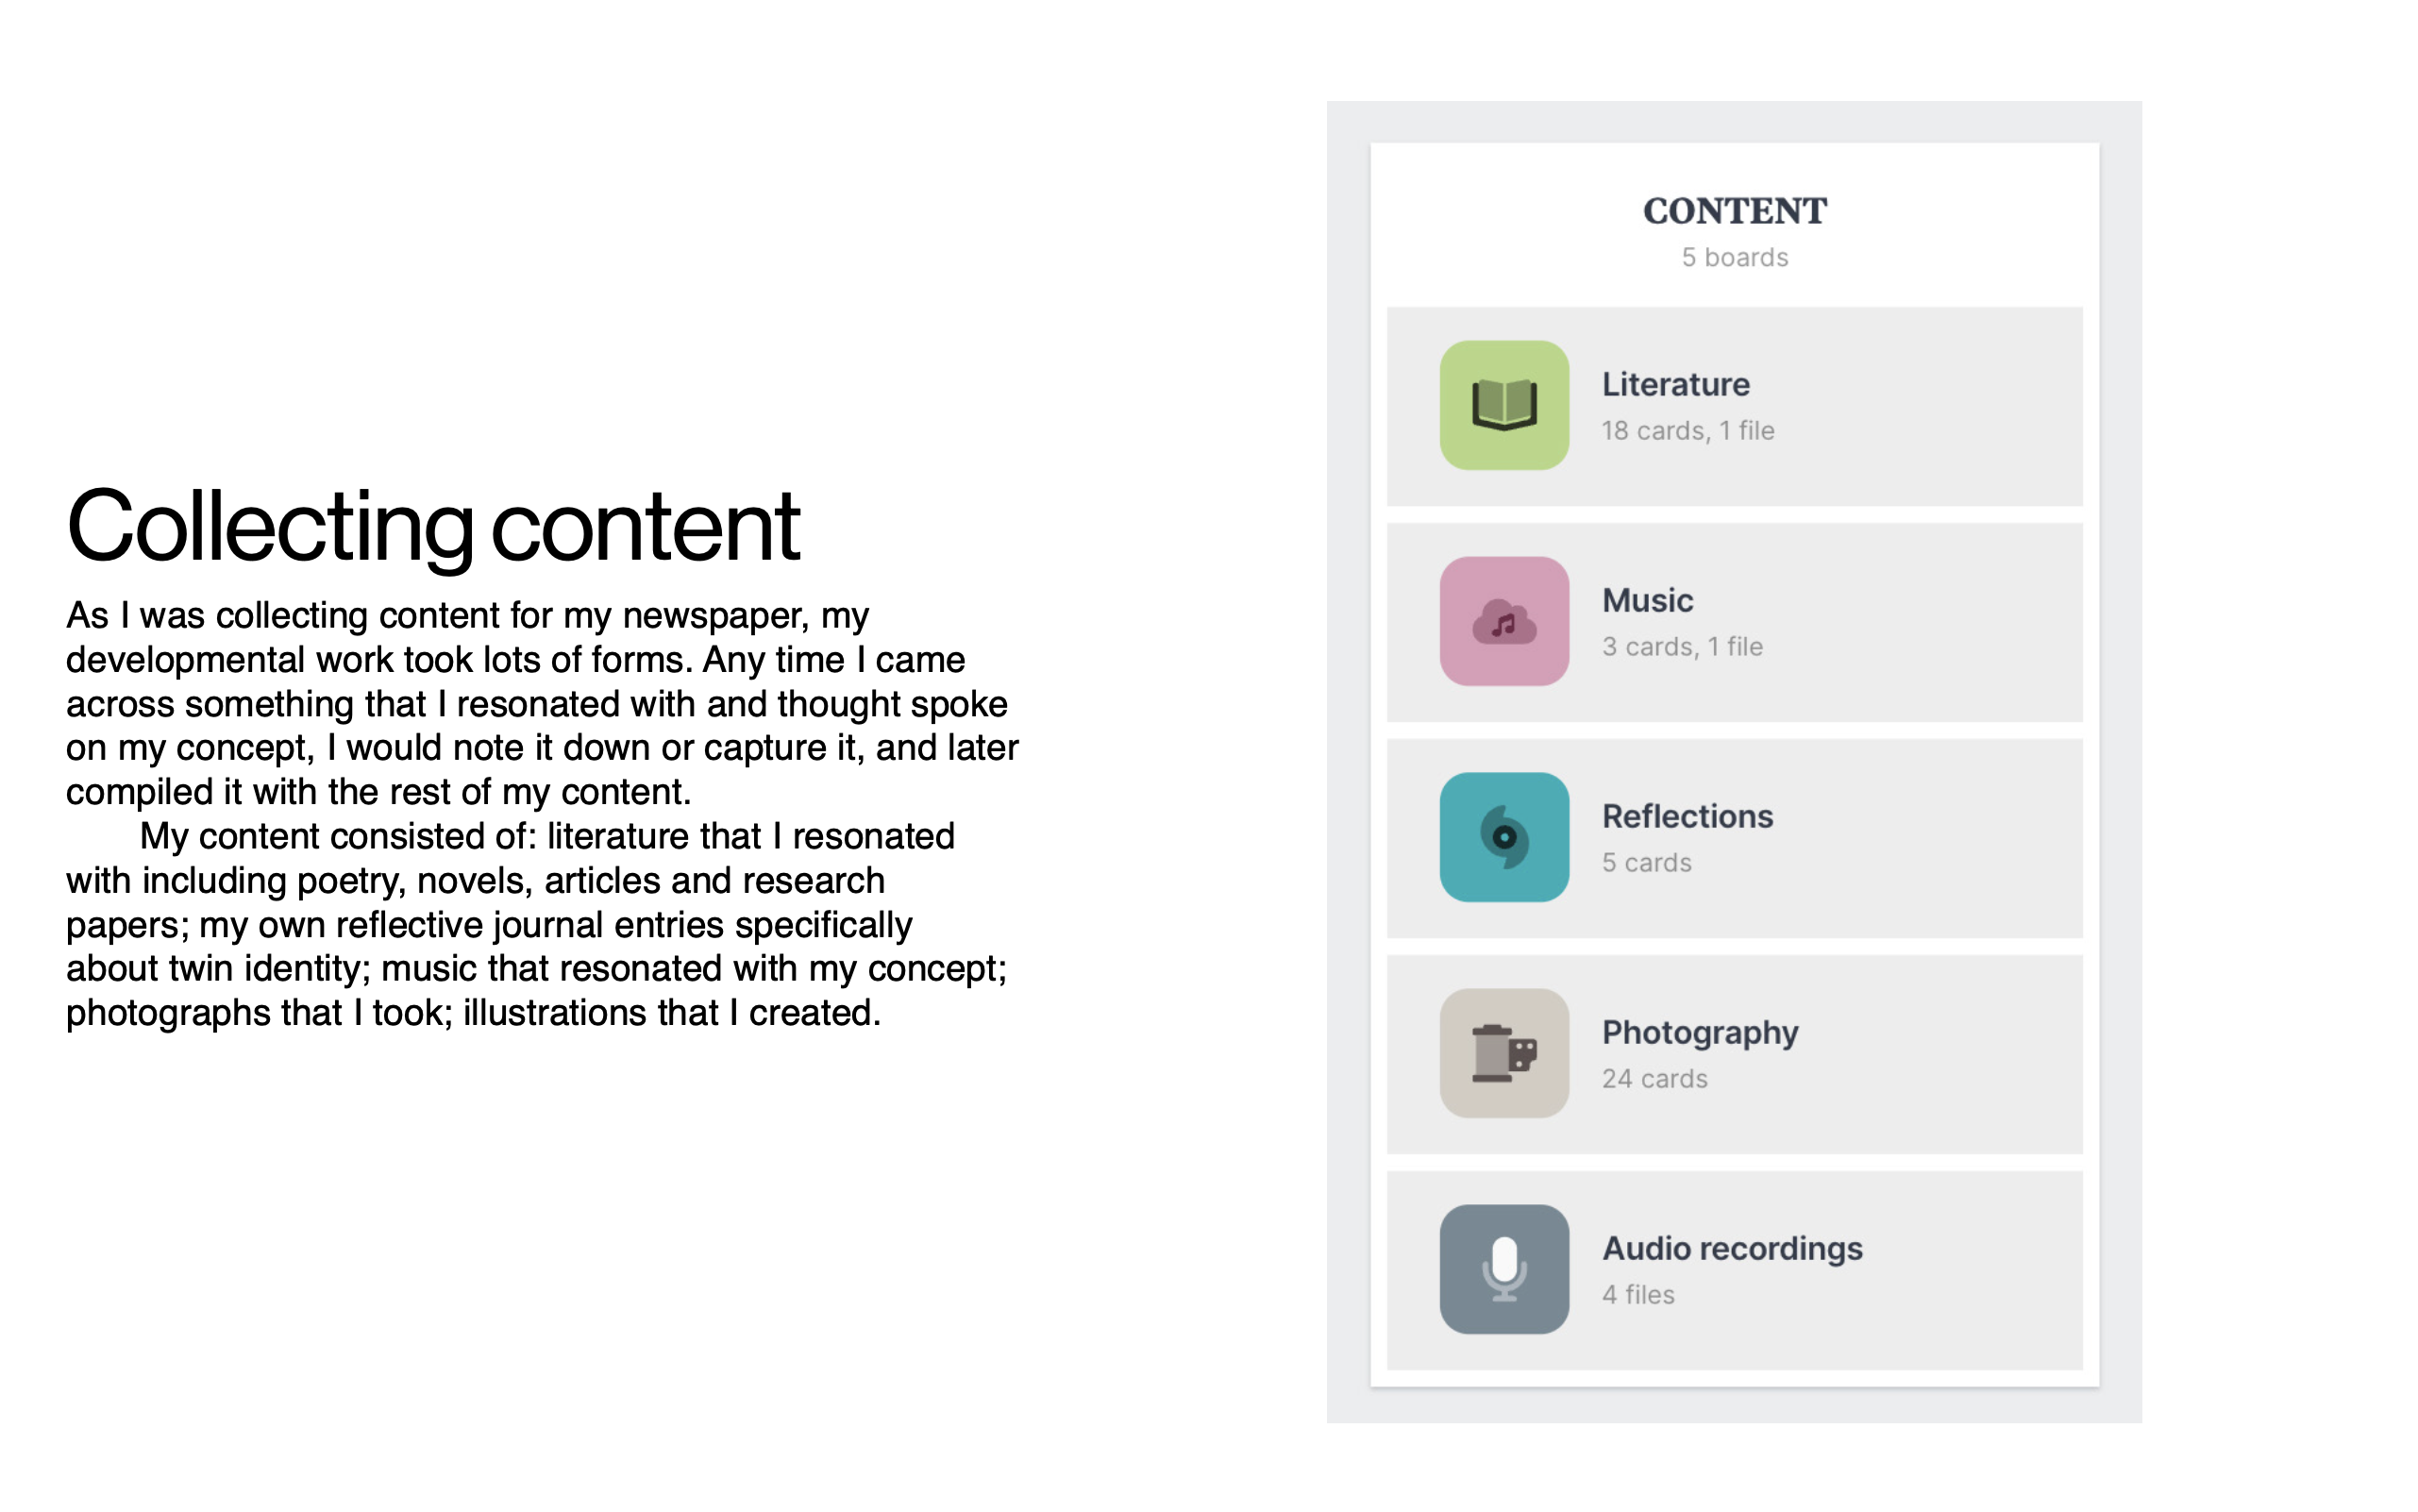 Collecting content
As I was collecting content for my newspaper, my
developmental work took lots of forms. Any time I came
across something that I resonated with and thought spoke
on my concept, I would note it down or capture it, and later
compiled it with the rest of my content.
My content consisted of: literature that I resonated
with including poetry, novels, articles and research
papers; my own reflective journal entries specifically
about twin identity; music that resonated with my concept;
photographs that I took; illustrations that I created.
CONTENT
5 boards
Literature
18 cards, 1 file
Music
3 cards, 1 file
Reflections
5 cards
Photography
24 cards
Audio recordings
4 files